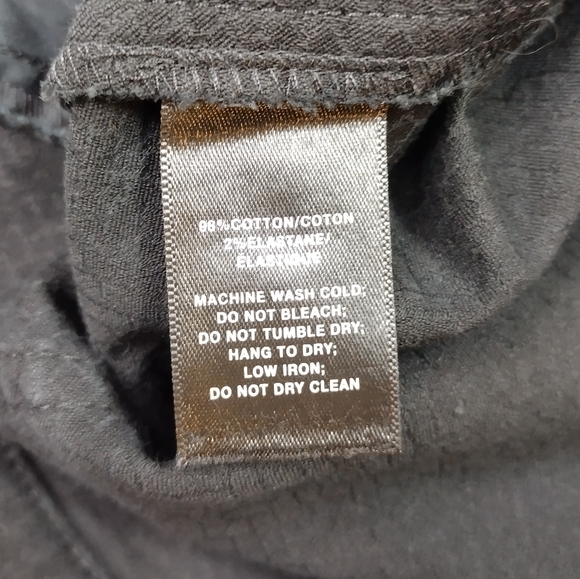 98%COTTON/COTON
2%ELASTANE/
ELASTIQUE
MACHINE WASH COLD;
DO NOT BLEACH;
DO NOT TUMBLE DRY;
HANG TO DRY;
LOW IRON;
DO NOT DRY CLEAN